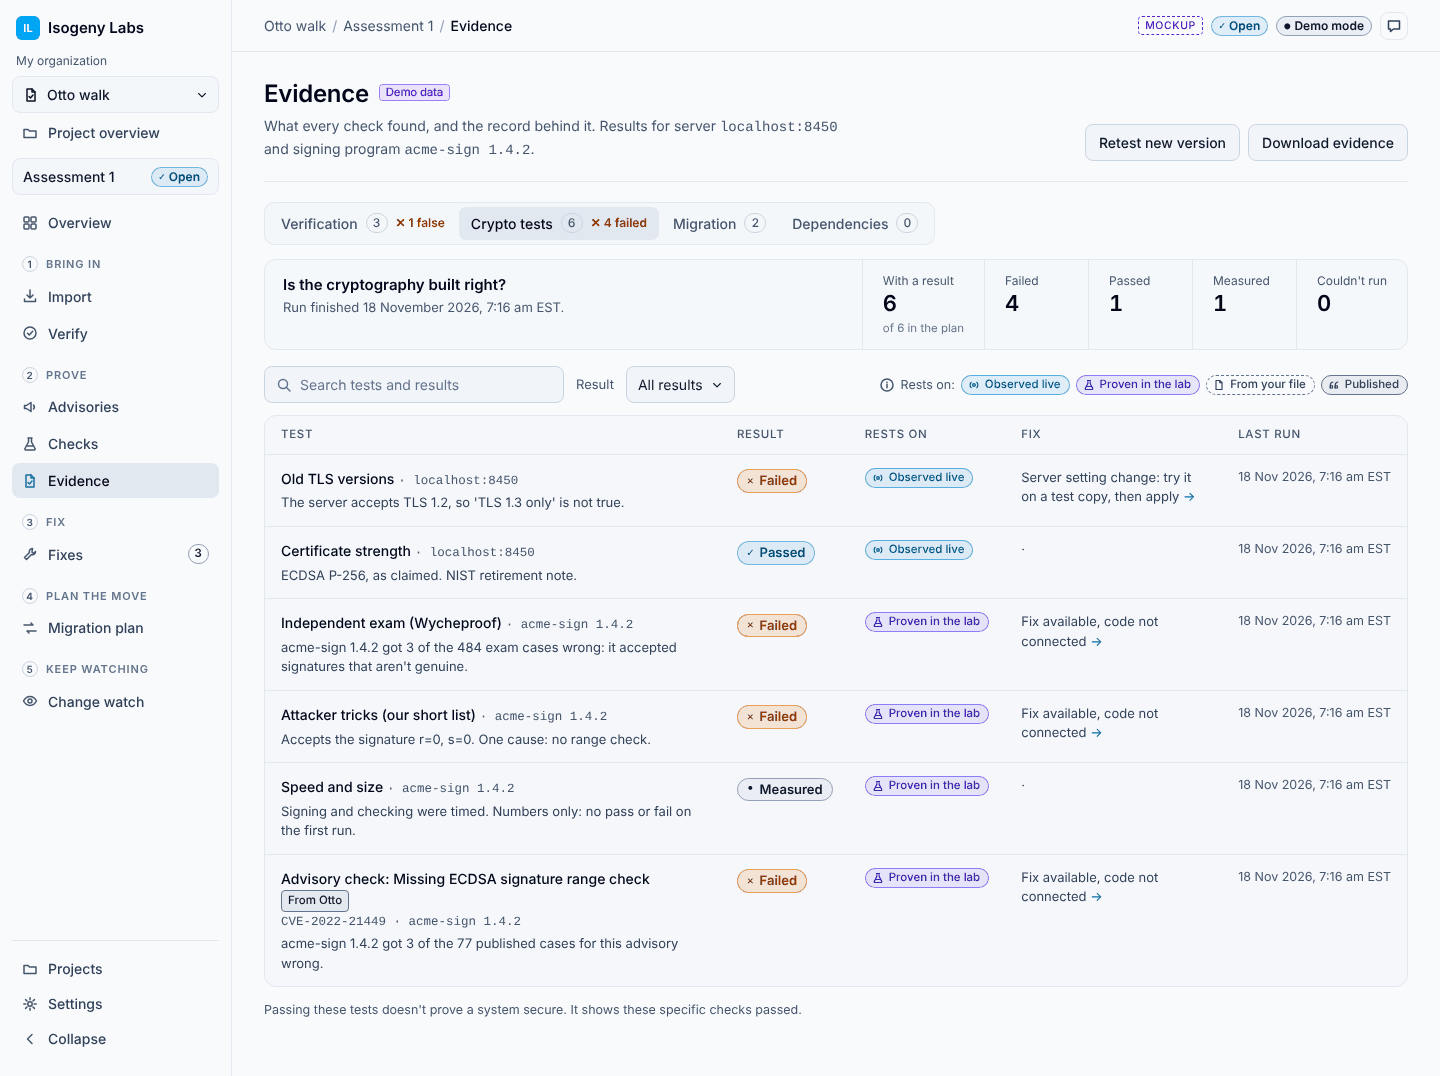 IL Isogeny Labs
My organization
Otto walk
Project overview
Assessment 1 ✓ Open
Overview
1 BRING IN
Import
Verify
2 PROVE
Advisories
Checks
Evidence
3 FIX
Fixes 3
4 PLAN THE MOVE
Migration plan
5 KEEP WATCHING
Change watch
Projects
Settings
Collapse
Otto walk / Assessment 1 / Evidence
MOCKUP ✓ Open ● Demo mode
Evidence Demo data
What every check found, and the record behind it. Results for server localhost:8450
and signing program acme-sign 1.4.2.
Retest new version Download evidence
Verification 3 ✕ 1 false Crypto tests 6 ✕ 4 failed Migration 2 Dependencies 0
Is the cryptography built right?
Run finished 18 November 2026, 7:16 am EST.
With a result Failed Passed Measured Couldn't run
6 4 1 1 0
of 6 in the plan
Search tests and results Result All results Rests on: Observed live Proven in the lab From your file Published
TEST RESULT RESTS ON FIX LAST RUN
Old TLS versions · localhost:8450 × Failed Observed live Server setting change: try it 18 Nov 2026, 7:16 am EST
The server accepts TLS 1.2, so 'TLS 1.3 only' is not true. on a test copy, then apply →
Certificate strength · localhost:8450 ✓ Passed Observed live · 18 Nov 2026, 7:16 am EST
ECDSA P-256, as claimed. NIST retirement note.
Independent exam (Wycheproof) · acme-sign 1.4.2 × Failed Proven in the lab Fix available, code not 18 Nov 2026, 7:16 am EST
acme-sign 1.4.2 got 3 of the 484 exam cases wrong: it accepted connected →
signatures that aren't genuine.
Attacker tricks (our short list) · acme-sign 1.4.2 × Failed Proven in the lab Fix available, code not 18 Nov 2026, 7:16 am EST
Accepts the signature r=0, s=0. One cause: no range check. connected →
Speed and size · acme-sign 1.4.2 • Measured Proven in the lab · 18 Nov 2026, 7:16 am EST
Signing and checking were timed. Numbers only: no pass or fail on
the first run.
Advisory check: Missing ECDSA signature range check × Failed Proven in the lab Fix available, code not 18 Nov 2026, 7:16 am EST
From Otto connected →
CVE-2022-21449 · acme-sign 1.4.2
acme-sign 1.4.2 got 3 of the 77 published cases for this advisory
wrong.
Passing these tests doesn't prove a system secure. It shows these specific checks passed.